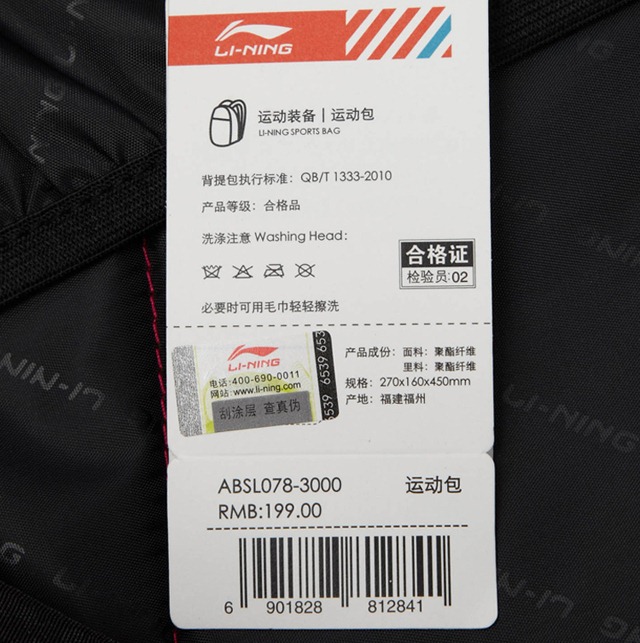 LI-NING
运动装备 | 运动包
LI-NING SPORTS BAG
背提包执行标准: QB/T 1333-2010
产品等级: 合格品
洗涤注意 Washing Head:
合格证
检验员:02
必要时可用毛巾轻轻擦洗
LI-NING
电话:400-690-0011
网站:www.li-ning.com
刮涂层 查真伪
6539 6539 653
产品成份: 面料: 聚酯纤维
里料: 聚酯纤维
规格: 270x160x450mm
产地: 福建福州
ABSL078-3000 运动包
RMB:199.00
6 901828 812841
LI-NING
LI-NING